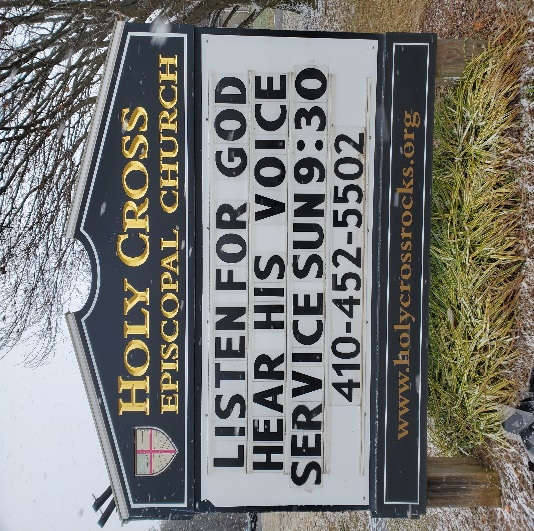 HOLY CROSS
EPISCOPAL CHURCH
LISTEN FOR GOD
HEAR HIS VOICE
SERVICE SUN 9:30
410-452-5502
www.holycrossrocks.org